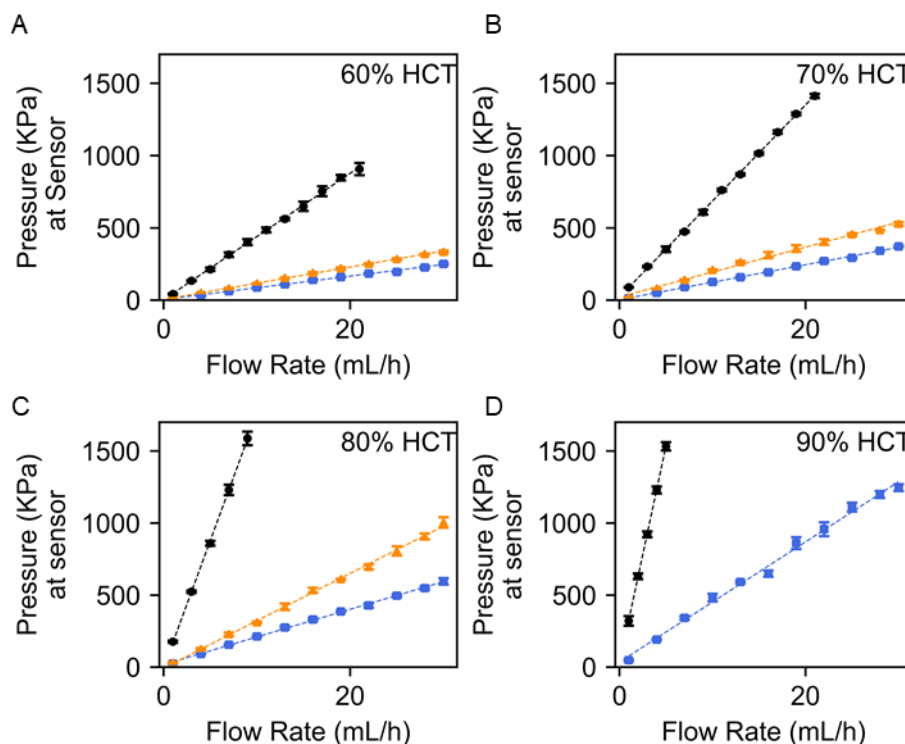 A
60% HCT
Pressure (KPa)
at Sensor
1500
1000
500
0
0
20
Flow Rate (mL/h)
B
70% HCT
Pressure (KPa)
at sensor
1500
1000
500
0
0
20
Flow Rate (mL/h)
C
80% HCT
Pressure (KPa)
at sensor
1500
1000
500
0
0
20
Flow Rate (mL/h)
D
90% HCT
Pressure (KPa)
at sensor
1500
1000
500
0
0
20
Flow Rate (mL/h)